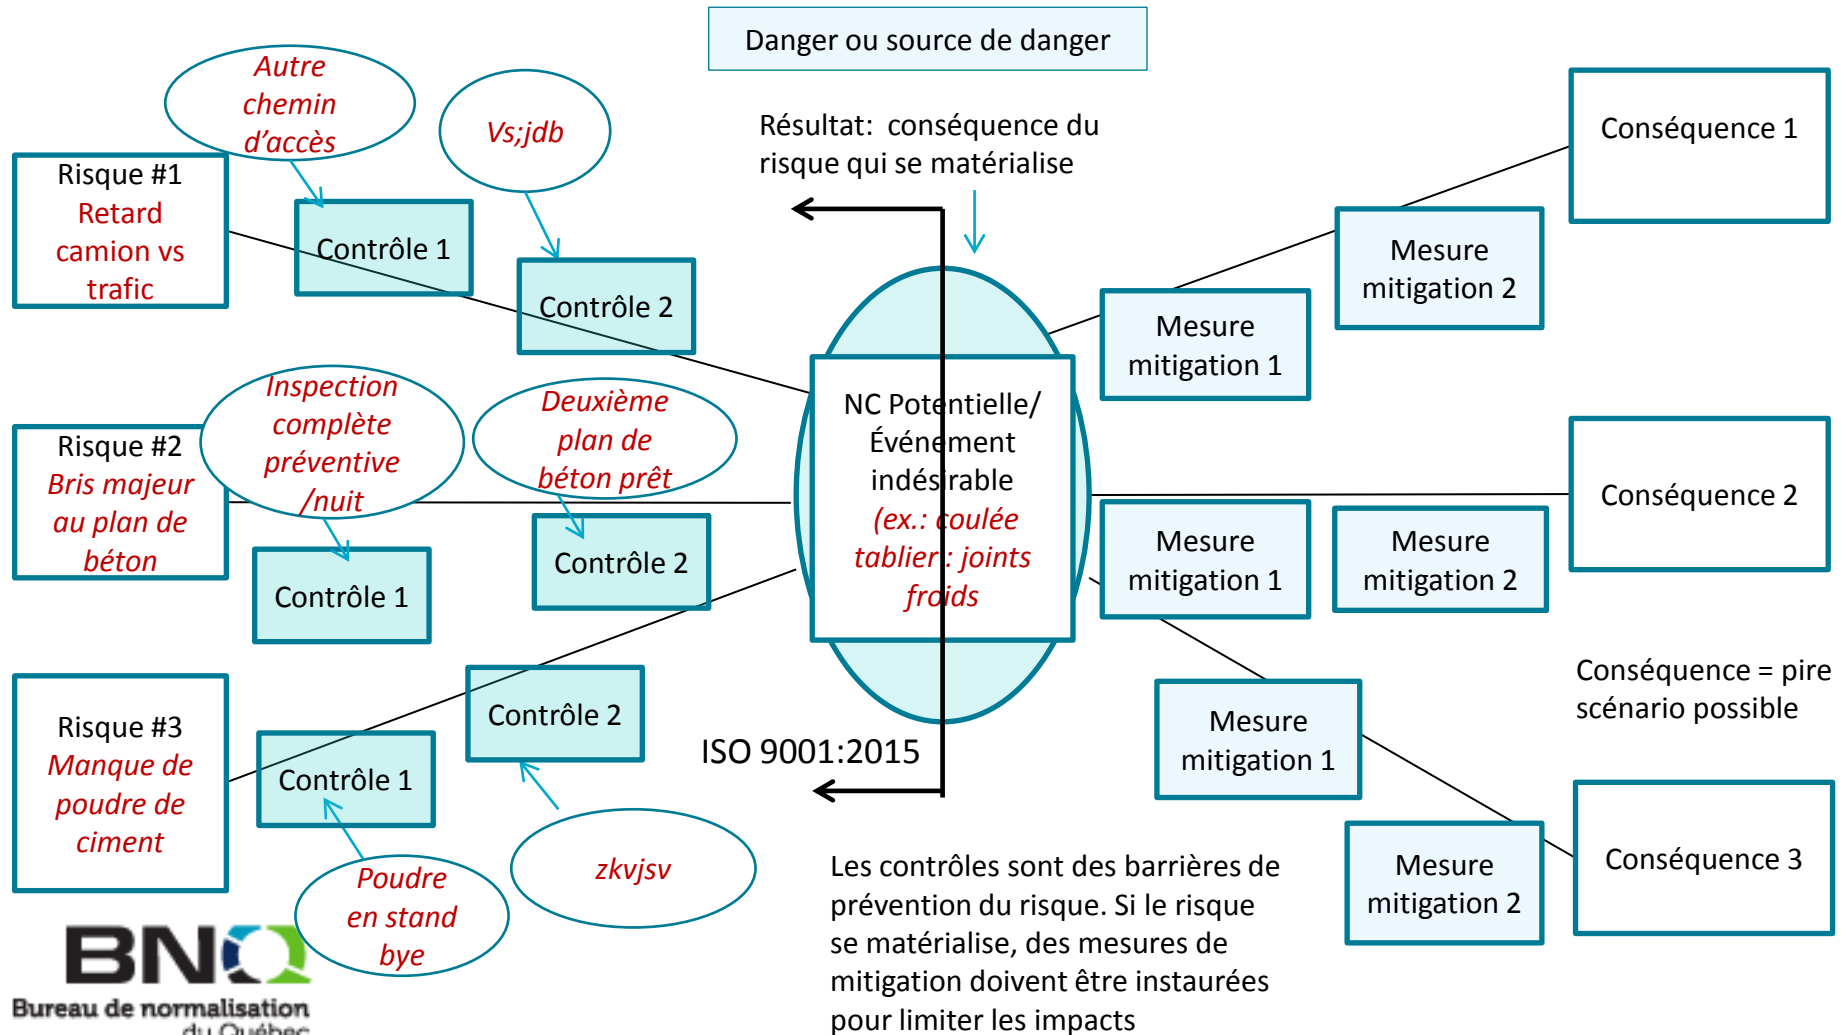 Danger ou source de danger
Autre
chemin
d’accès
Vs;jdb
Résultat:  conséquence du
risque qui se matérialise
Conséquence 1
Risque #1
Retard
camion vs
trafic
Contrôle 1
Contrôle 2
Mesure
mitigation 2
Mesure
mitigation 1
Inspection
complète
préventive
/nuit
Deuxième
plan de
béton prêt
Risque #2
Bris majeur
au plan de
béton
Contrôle 1
Contrôle 2
NC Potentielle/
Événement
indésirable
(ex.: coulée
tablier : joints
froids
Mesure
mitigation 1
Mesure
mitigation 2
Conséquence 2
Conséquence = pire
scénario possible
Risque #3
Manque de
poudre de
ciment
Contrôle 1
Contrôle 2
ISO 9001:2015
Mesure
mitigation 1
Mesure
mitigation 2
Conséquence 3
Poudre
en stand
bye
zkvjsv
Les contrôles sont des barrières de
prévention du risque. Si le risque
se matérialise, des mesures de
mitigation doivent être instaurées
pour limiter les impacts
BNQ
Bureau de normalisation
du Québec